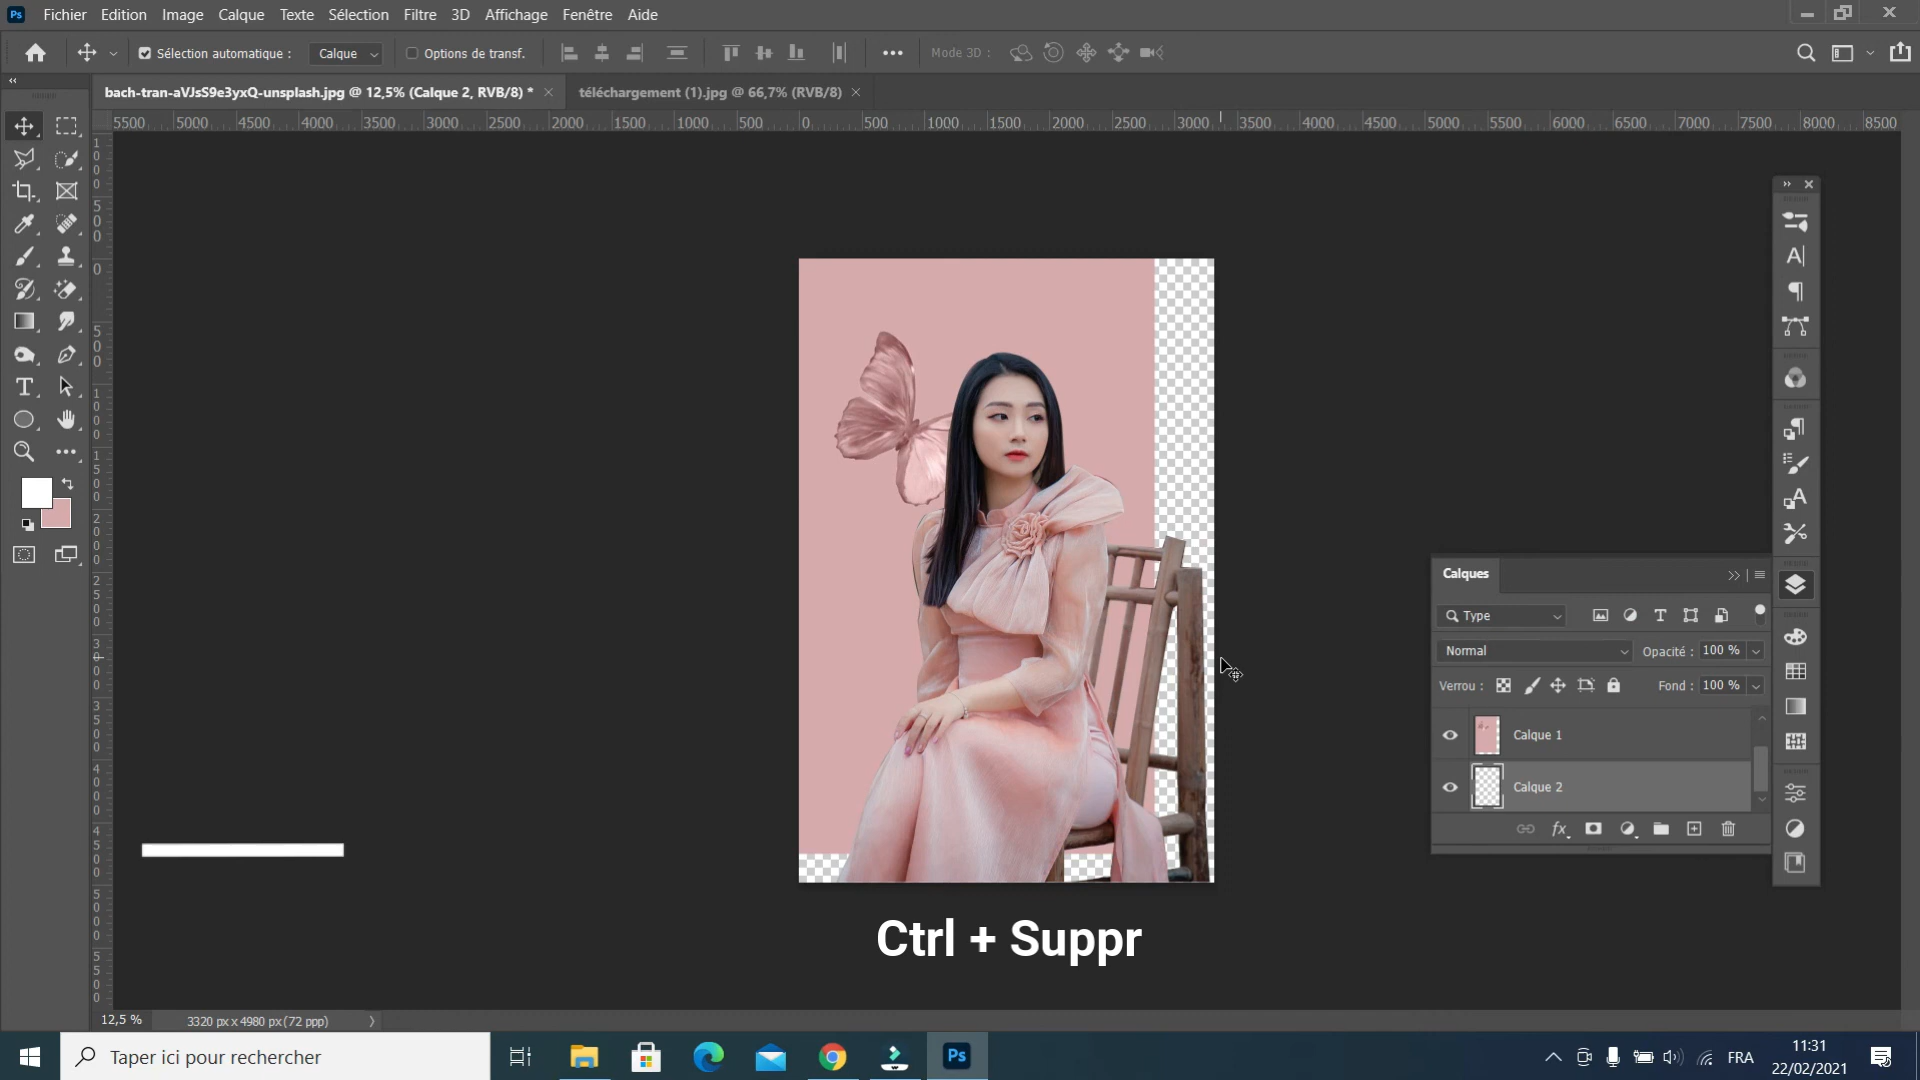 Ps Fichier Edition Image Calque Texte Sélection Filtre 3D Affichage Fenêtre Aide
Sélection automatique : Calque Options de transf. Mode 3D :
bach-tran-aVJsS9e3yxQ-unsplash.jpg @ 12,5% (Calque 2, RVB/8) * téléchargement (1).jpg @ 66,7% (RVB/8)
5500 5000 4500 4000 3500 3000 2500 2000 1500 1000 500 0 500 1000 1500 2000 2500 3000 3500 4000 4500 5000 5500 6000 6500 7000 7500 8000 8500
Calques
Type
Normal Opacité : 100 %
Verrou : Fond : 100 %
Calque 1
Calque 2
fx
Ctrl + Suppr
12,5 % 3320 px x 4980 px (72 ppp)
Taper ici pour rechercher
Ps
FRA
11:31
22/02/2021